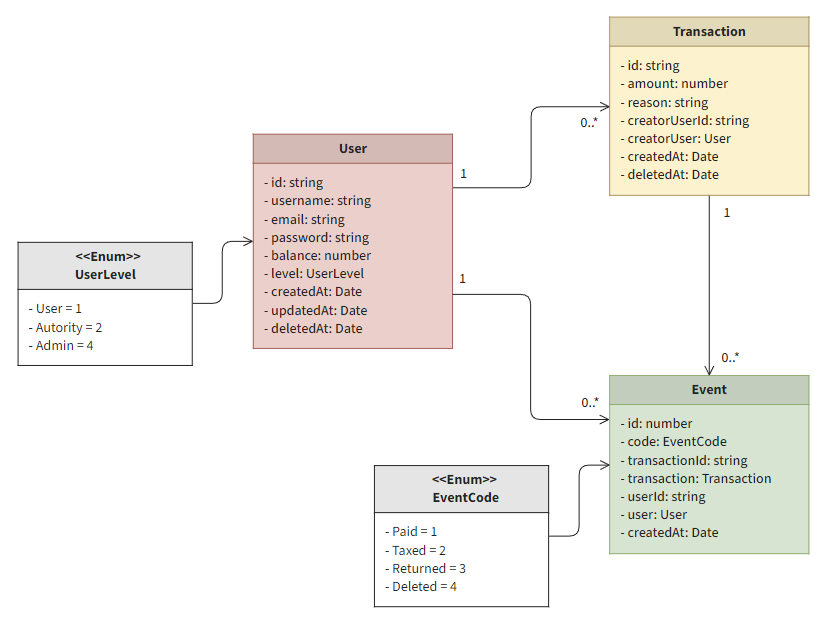 Transaction
- id: string
- amount: number
- reason: string
- creatorUserId: string
- creatorUser: User
- createdAt: Date
- deletedAt: Date
0..*
1
User
- id: string
- username: string
- email: string
- password: string
- balance: number
- level: UserLevel
- createdAt: Date
- updatedAt: Date
- deletedAt: Date
1
1
0..*
<<Enum>>
UserLevel
- User = 1
- Autority = 2
- Admin = 4
0..*
Event
- id: number
- code: EventCode
- transactionId: string
- transaction: Transaction
- userId: string
- user: User
- createdAt: Date
<<Enum>>
EventCode
- Paid = 1
- Taxed = 2
- Returned = 3
- Deleted = 4